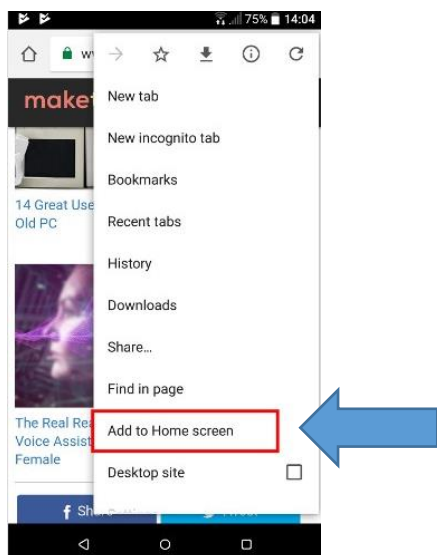 75% 14:04
make
New tab
New incognito tab
14 Great Use
Old PC
Bookmarks
Recent tabs
History
Downloads
Share...
Find in page
The Real
Voice Assist
Female
Add to Home screen
Desktop site
f